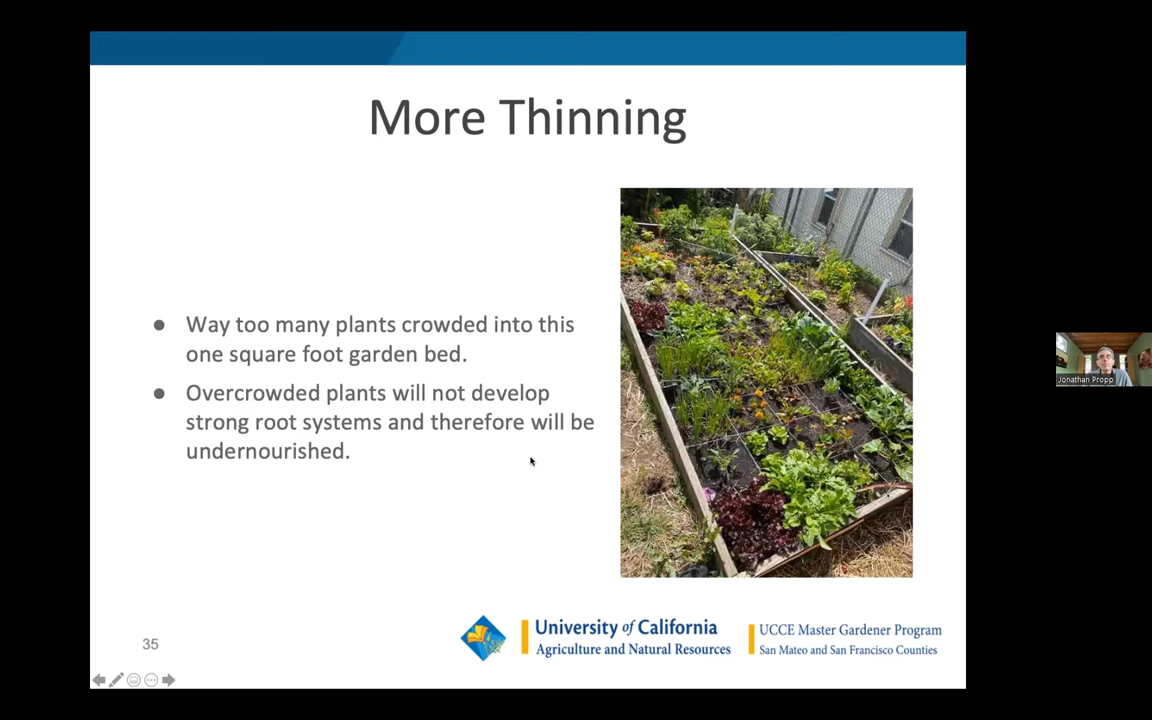 More Thinning
● Way too many plants crowded into this
one square foot garden bed.
● Overcrowded plants will not develop
strong root systems and therefore will be
undernourished.
Jonathan Propp
University of California
Agriculture and Natural Resources
UCCE Master Gardener Program
San Mateo and San Francisco Counties
35